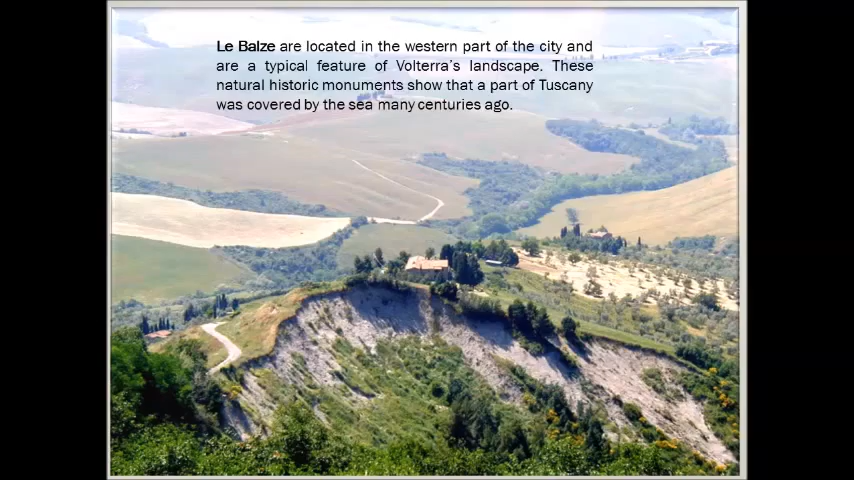 Le Balze are located in the western part of the city and
are a typical feature of Volterra's landscape. These
natural historic monuments show that a part of Tuscany
was covered by the sea many centuries ago.